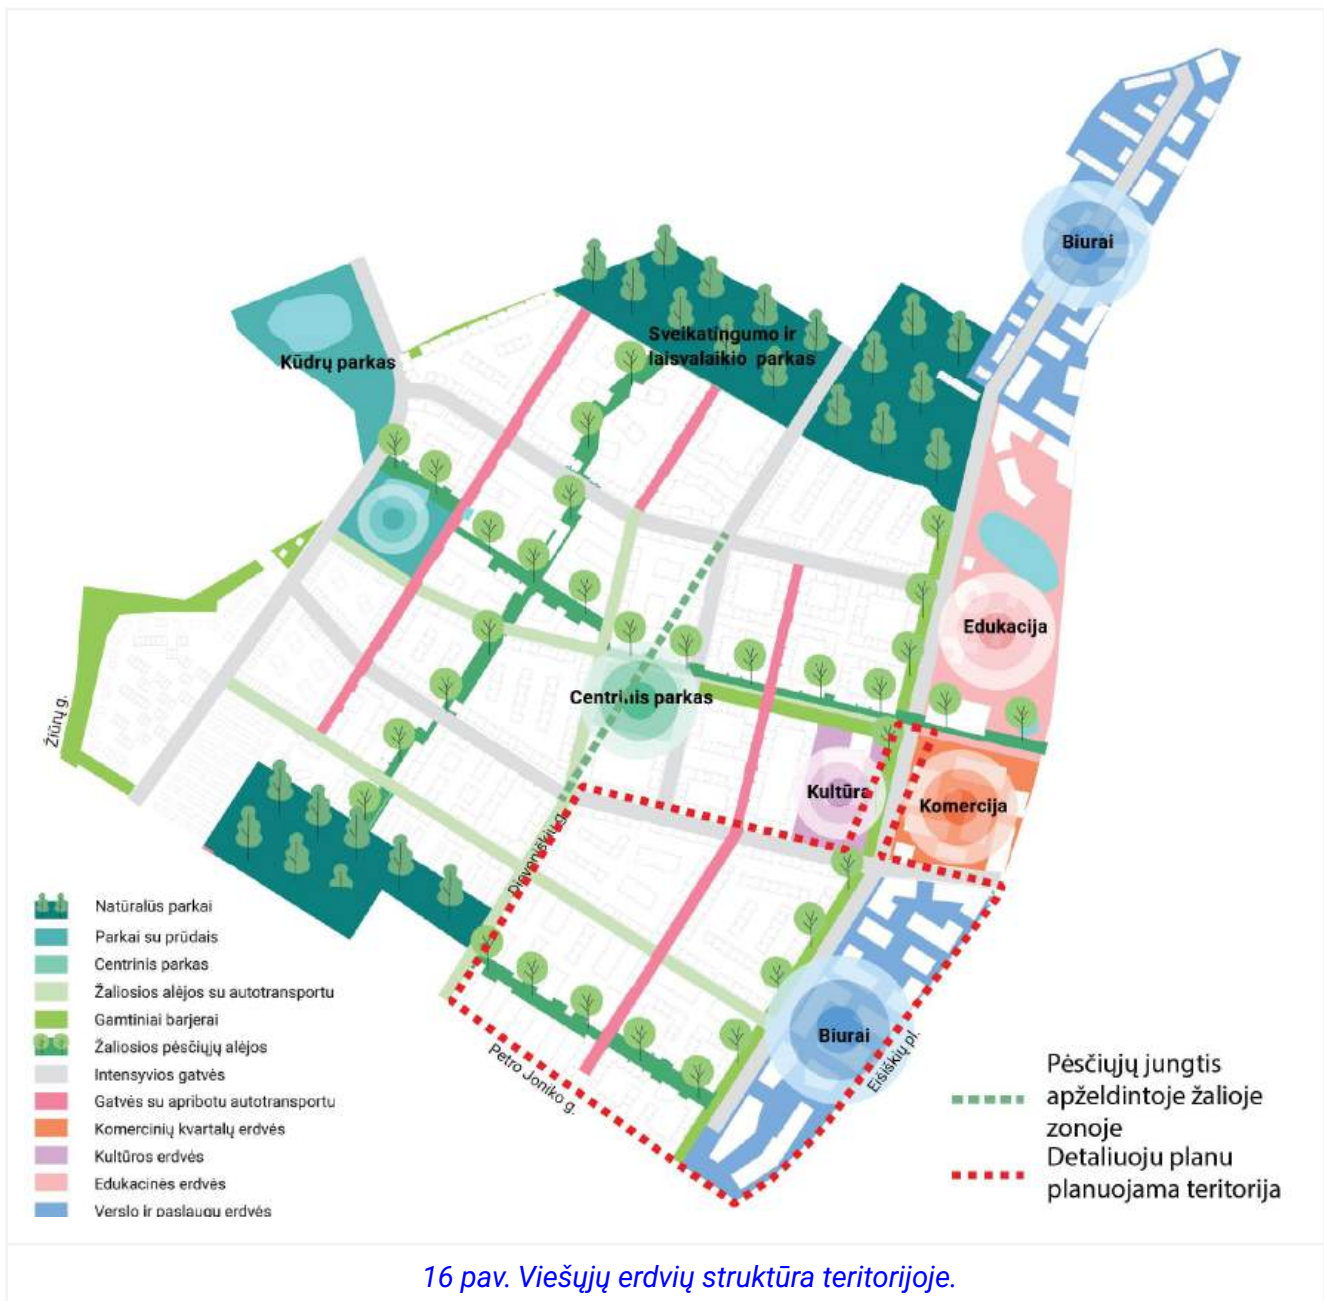 Biurai
Sveikatingumo ir
laisvalaikio parkas
Kūdrų parkas
Edukacija
Centrinis parkas
Žiūrų g.
Kultūra
Komercija
Dieveniškių g.
Biurai
Eišiškių pl.
Petro Joniko g.
Natūralūs parkai
Parkai su prūdais
Centrinis parkas
Žaliosios alėjos su autotransportu
Gamtiniai barjerai
Žaliosios pėsčiųjų alėjos
Intensyvios gatvės
Gatvės su apribotu autotransportu
Komercinių kvartalų erdvės
Kultūros erdvės
Edukacinės erdvės
Verslo ir paslaugų erdvės
Pėsčiųjų jungtis
apželdintoje žalioje
zonoje
Detaliuoju planu
planuojama teritorija
16 pav. Viešųjų erdvių struktūra teritorijoje.